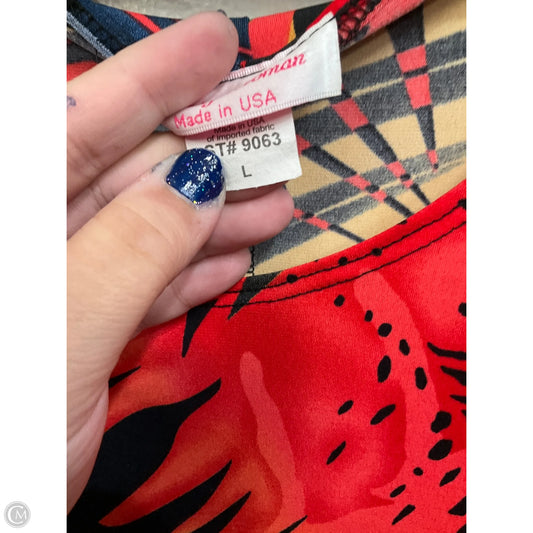 Made in USA
Made in USA
of imported fabric
ST# 9063
L